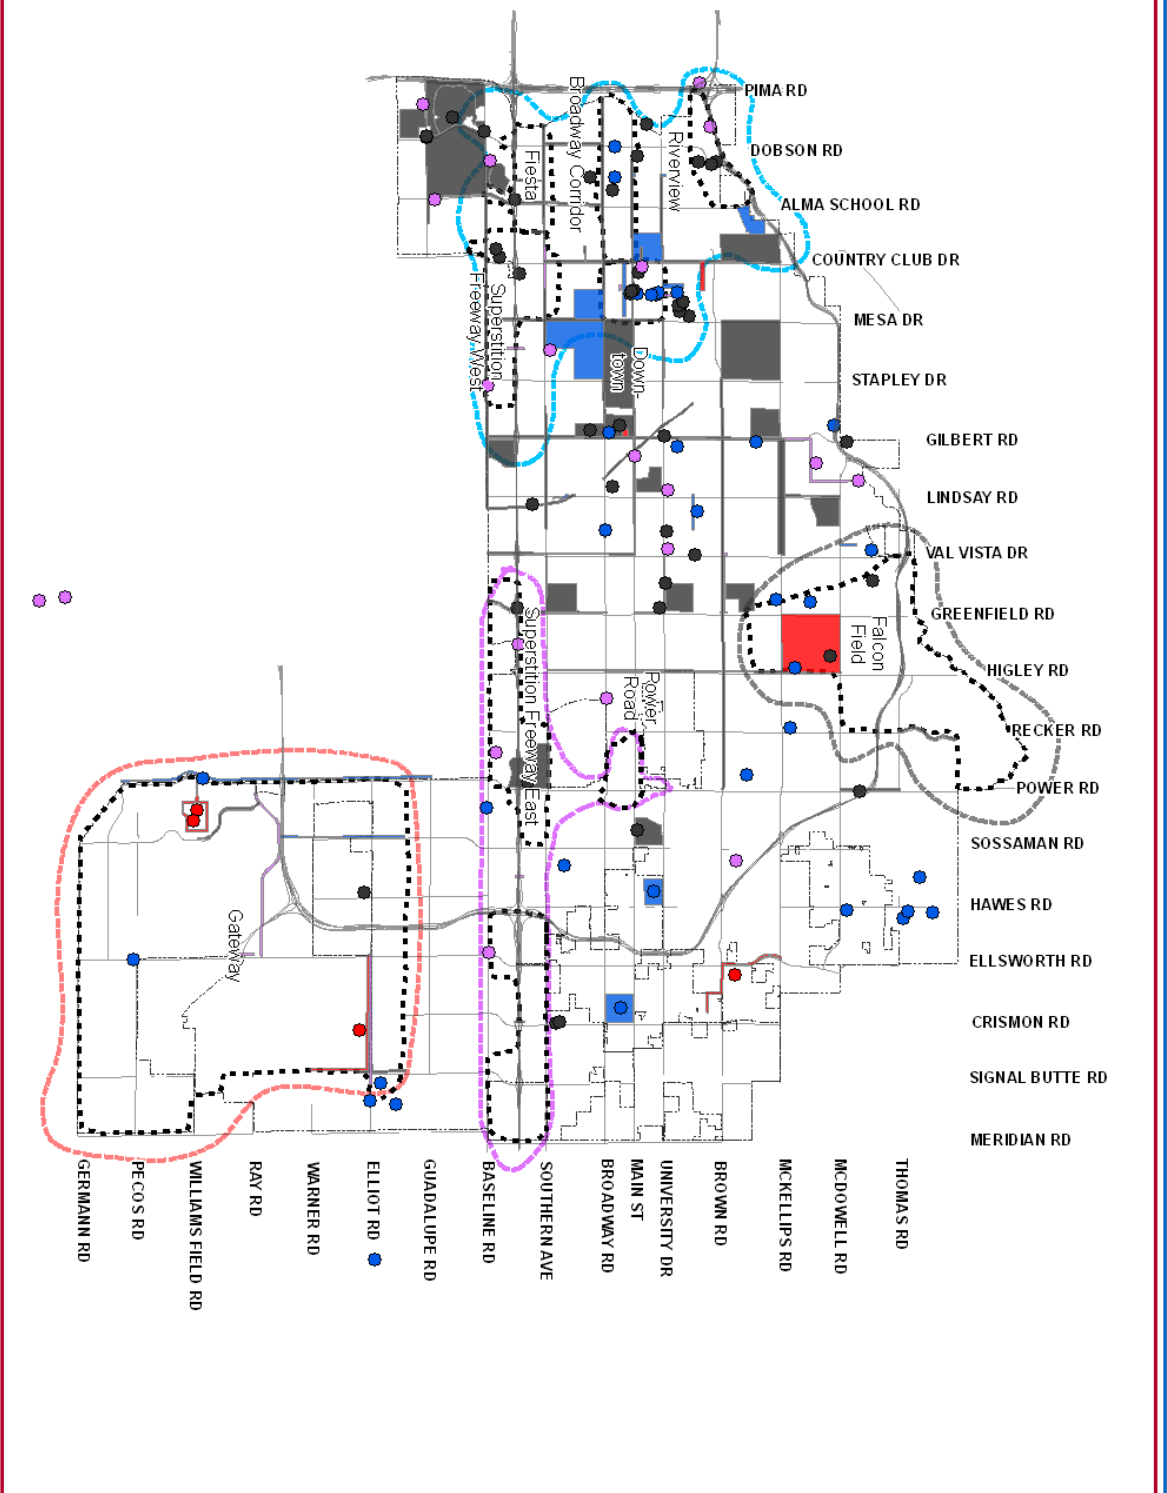 PIMA RD
DOBSON RD
ALMA SCHOOL RD
COUNTRY CLUB DR
MESA DR
STAPLEY DR
GILBERT RD
LINDSAY RD
VAL VISTA DR
GREENFIELD RD
HIGLEY RD
RECKER RD
POWER RD
SOSSAMAN RD
HAWES RD
ELLSWORTH RD
CRISMON RD
SIGNAL BUTTE RD
MERIDIAN RD
Broadway Corridor
Fiesta
Riverview
Superstition
Freeway West
Down-
town
Falcon
Field
Superstition Freeway East
Power
Road
Gateway
GERMANN RD
PECOS RD
WILLIAMS FIELD RD
RAY RD
WARNER RD
ELLIOT RD
GUADALUPE RD
BASELINE RD
SOUTHERN AVE
BROADWAY RD
MAIN ST
UNIVERSITY DR
BROWN RD
MCKELLIPS RD
MCDOWELL RD
THOMAS RD